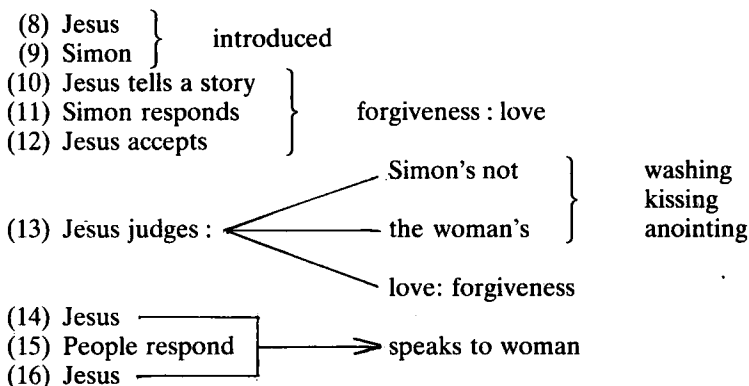 (8) Jesus
(9) Simon
introduced
(10) Jesus tells a story
(11) Simon responds
(12) Jesus accepts
forgiveness : love
(13) Jesus judges :
Simon's not
the woman's
washing
kissing
anointing
love: forgiveness
(14) Jesus
(15) People respond
(16) Jesus
speaks to woman